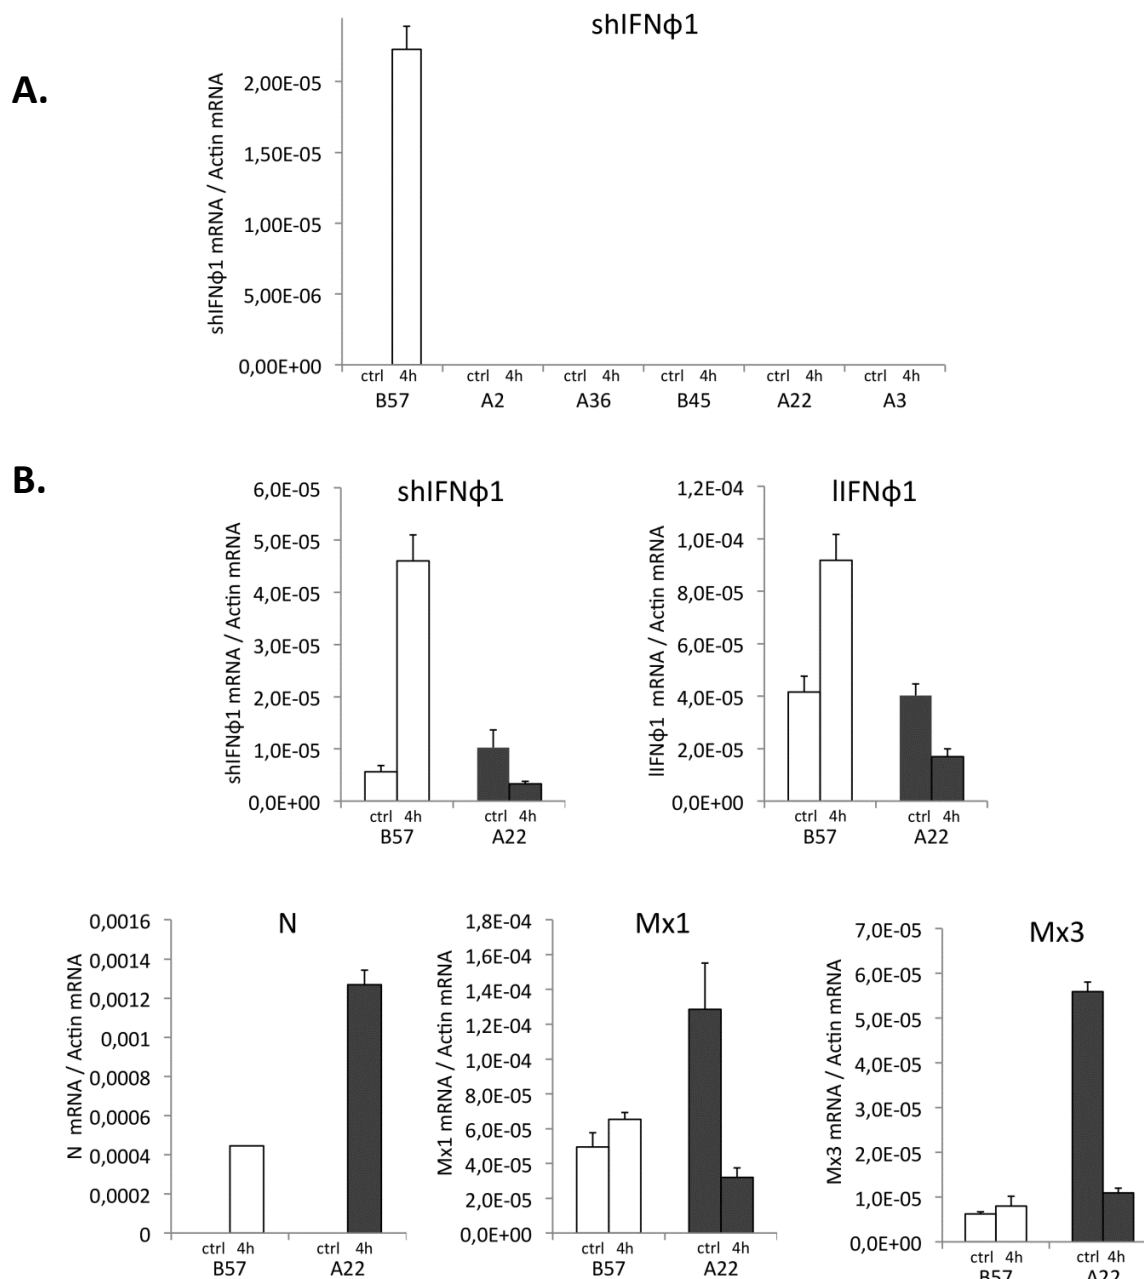 A.
shIFNϕ1
shIFNϕ1 mRNA / Actin mRNA
2,00E-05
1,50E-05
1,00E-05
5,00E-06
0,00E+00
ctrl 4h ctrl 4h ctrl 4h ctrl 4h ctrl 4h ctrl 4h
B57 A2 A36 B45 A22 A3
B.
shIFNϕ1
shIFNϕ1 mRNA / Actin mRNA
6,0E-05
5,0E-05
4,0E-05
3,0E-05
2,0E-05
1,0E-05
0,0E+00
ctrl 4h ctrl 4h
B57 A22
lIFNϕ1
lIFNϕ1 mRNA / Actin mRNA
1,2E-04
1,0E-04
8,0E-05
6,0E-05
4,0E-05
2,0E-05
0,0E+00
ctrl 4h ctrl 4h
B57 A22
N
N mRNA / Actin mRNA
0,0016
0,0014
0,0012
0,001
0,0008
0,0006
0,0004
0,0002
0
ctrl 4h ctrl 4h
B57 A22
Mx1
Mx1 mRNA / Actin mRNA
1,8E-04
1,6E-04
1,4E-04
1,2E-04
1,0E-04
8,0E-05
6,0E-05
4,0E-05
2,0E-05
0,0E+00
ctrl 4h ctrl 4h
B57 A22
Mx3
Mx3 mRNA / Actin mRNA
7,0E-05
6,0E-05
5,0E-05
4,0E-05
3,0E-05
2,0E-05
1,0E-05
0,0E+00
ctrl 4h ctrl 4h
B57 A22